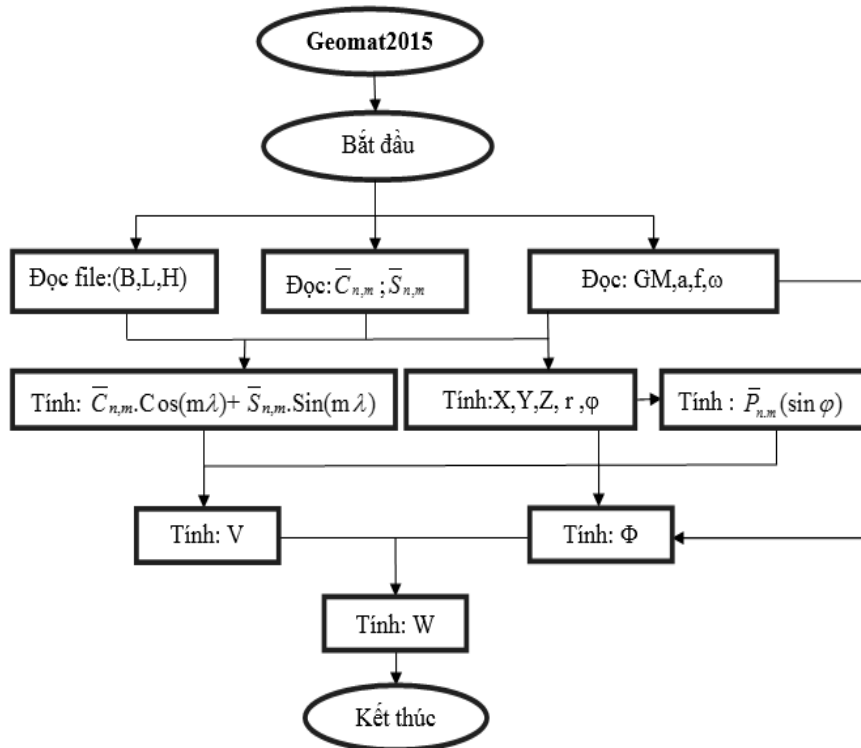 Geomat2015
Bắt đầu
Đọc file:(B,L,H)
Đọc: C̅n,m ; S̅n,m
Đọc: GM,a,f,ω
Tính: C̅n,m.Cos(mλ)+ S̅n,m.Sin(mλ)
Tính:X,Y,Z, r ,φ
Tính : P̅n.m(sin φ)
Tính: V
Tính: Φ
Tính: W
Kết thúc